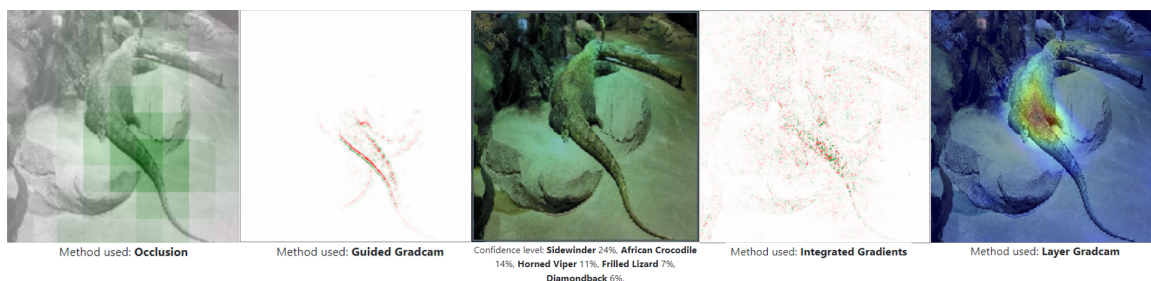 Method used: Occlusion
Method used: Guided Gradcam
Confidence level: Sidewinder 24%, African Crocodile
14%, Horned Viper 11%, Frilled Lizard 7%,
Diamondback 6%.
Method used: Integrated Gradients
Method used: Layer Gradcam